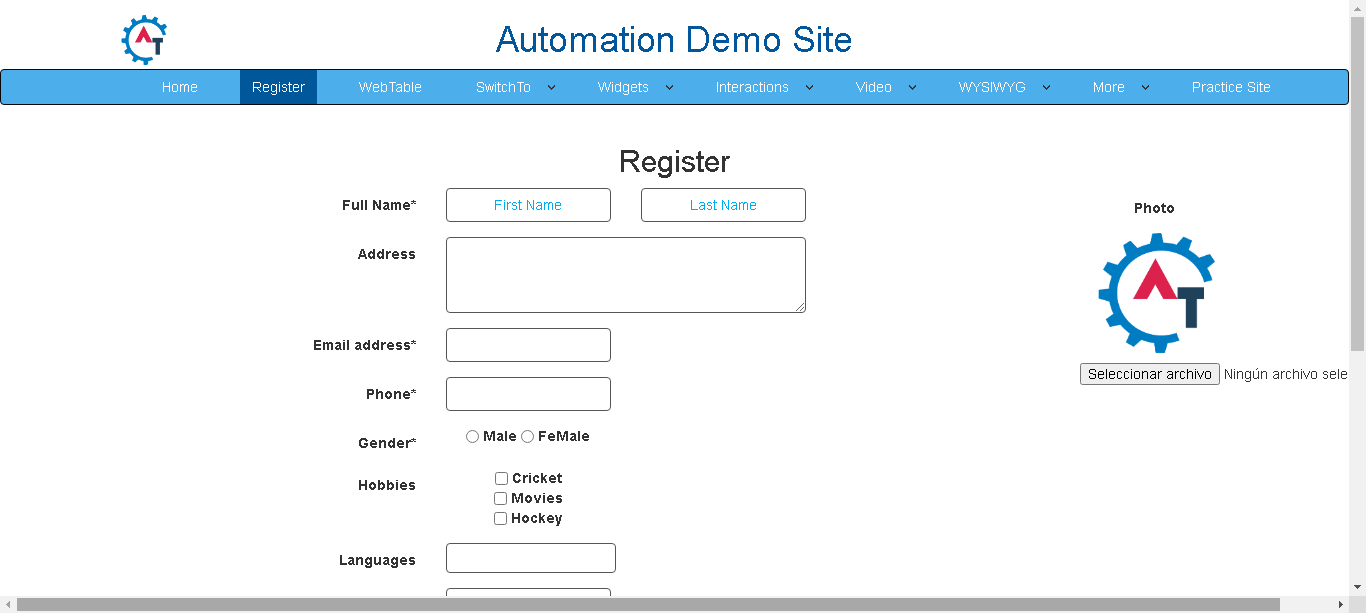 Automation Demo Site
Home Register WebTable SwitchTo Widgets Interactions Video WYSIWYG More Practice Site
Register
Full Name* First Name Last Name
Photo
Address
Email address*
Phone*
Seleccionar archivo Ningún archivo sele
Gender* Male FeMale
Hobbies Cricket
Movies
Hockey
Languages